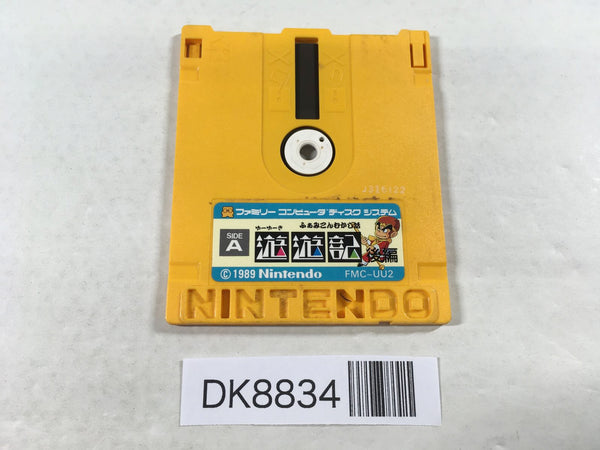 J316122
ファミリー コンピュータ ディスク システム
SIDE
A
ゆーゆーき
ふぁみこんむかし話
遊遊記
後編
© 1989 Nintendo
FMC-UU2
NINTENDO
DK8834